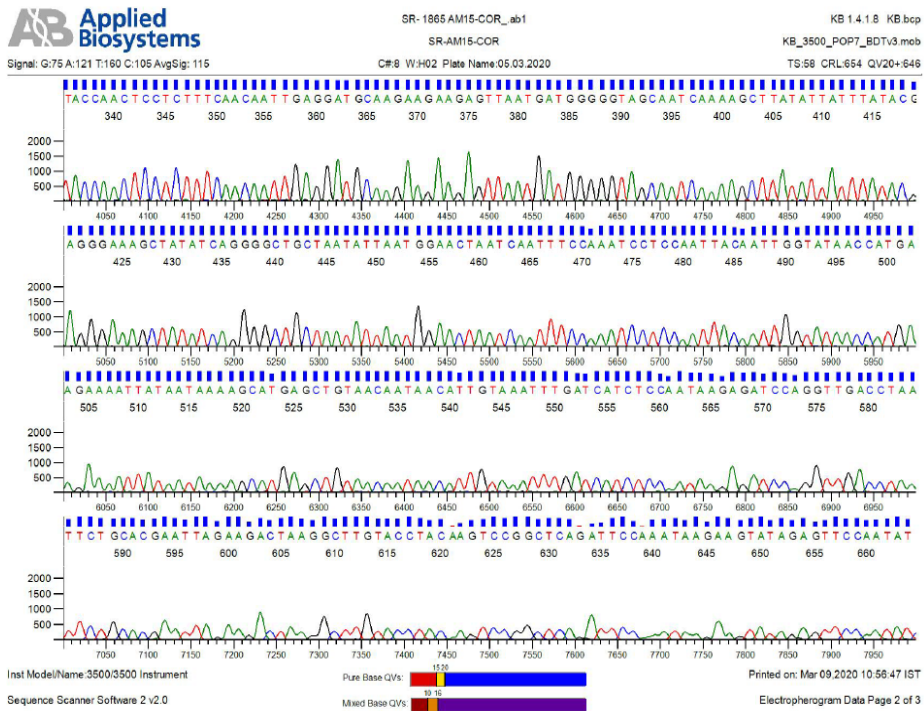 AB Applied Biosystems
SR- 1865 AM15-COR_.ab1
KB 1.4.1.8 KB.bcp
SR-AM15-COR
KB_3500_POP7_BDTv3.mob
Signal: G:75 A:121 T:160 C:105 AvgSig: 115
C#:8 W:H02 Plate Name:05.03.2020
TS:58 CRL:654 QV20+:646
TACCAACTCCTCTTTCAACAATTGAGGATGCAAGAAGAAGAGTTAATGATGGGGGTAGCAATCAAAAGCTTATATTATTTATACG
340 345 350 355 360 365 370 375 380 385 390 395 400 405 410 415
2000
1500
1000
500
4050 4100 4150 4200 4250 4300 4350 4400 4450 4500 4550 4600 4650 4700 4750 4800 4850 4900 4950
AGGGAAAGCTATATCAGGGGCTGCTAATATTAATGGAACTAATCAATTTCCAAATCCTCCAATTACAATTGGTATAACCATGA
425 430 435 440 445 450 455 460 465 470 475 480 485 490 495 500
2000
1500
1000
500
5050 5100 5150 5200 5250 5300 5350 5400 5450 5500 5550 5600 5650 5700 5750 5800 5850 5900 5950
AGAAAATTATAATAAAAGCATGAGCTGTAACAATAACATTGTAAATTTGATCATCTCCAATAAGAGATCCAGGTTGACCTAA
505 510 515 520 525 530 535 540 545 550 555 560 565 570 575 580
2000
1500
1000
500
6050 6100 6150 6200 6250 6300 6350 6400 6450 6500 6550 6600 6650 6700 6750 6800 6850 6900 6950
TTCTGCACGAATTAGAAGACTAAGGCTTGTACCTACAAGTCCGGCTCAGATTCCAAATAAGAAGTATAGAGTTCCAATAT
590 595 600 605 610 615 620 625 630 635 640 645 650 655 660
2000
1500
1000
500
7050 7100 7150 7200 7250 7300 7350 7400 7450 7500 7550 7600 7650 7700 7750 7800 7850 7900 7950
Inst Model/Name:3500/3500 Instrument
15 20
Pure Base QVs:
Printed on: Mar 09,2020 10:56:47 IST
10 16
Sequence Scanner Software 2 v2.0
Mixed Base QVs:
Electropherogram Data Page 2 of 3